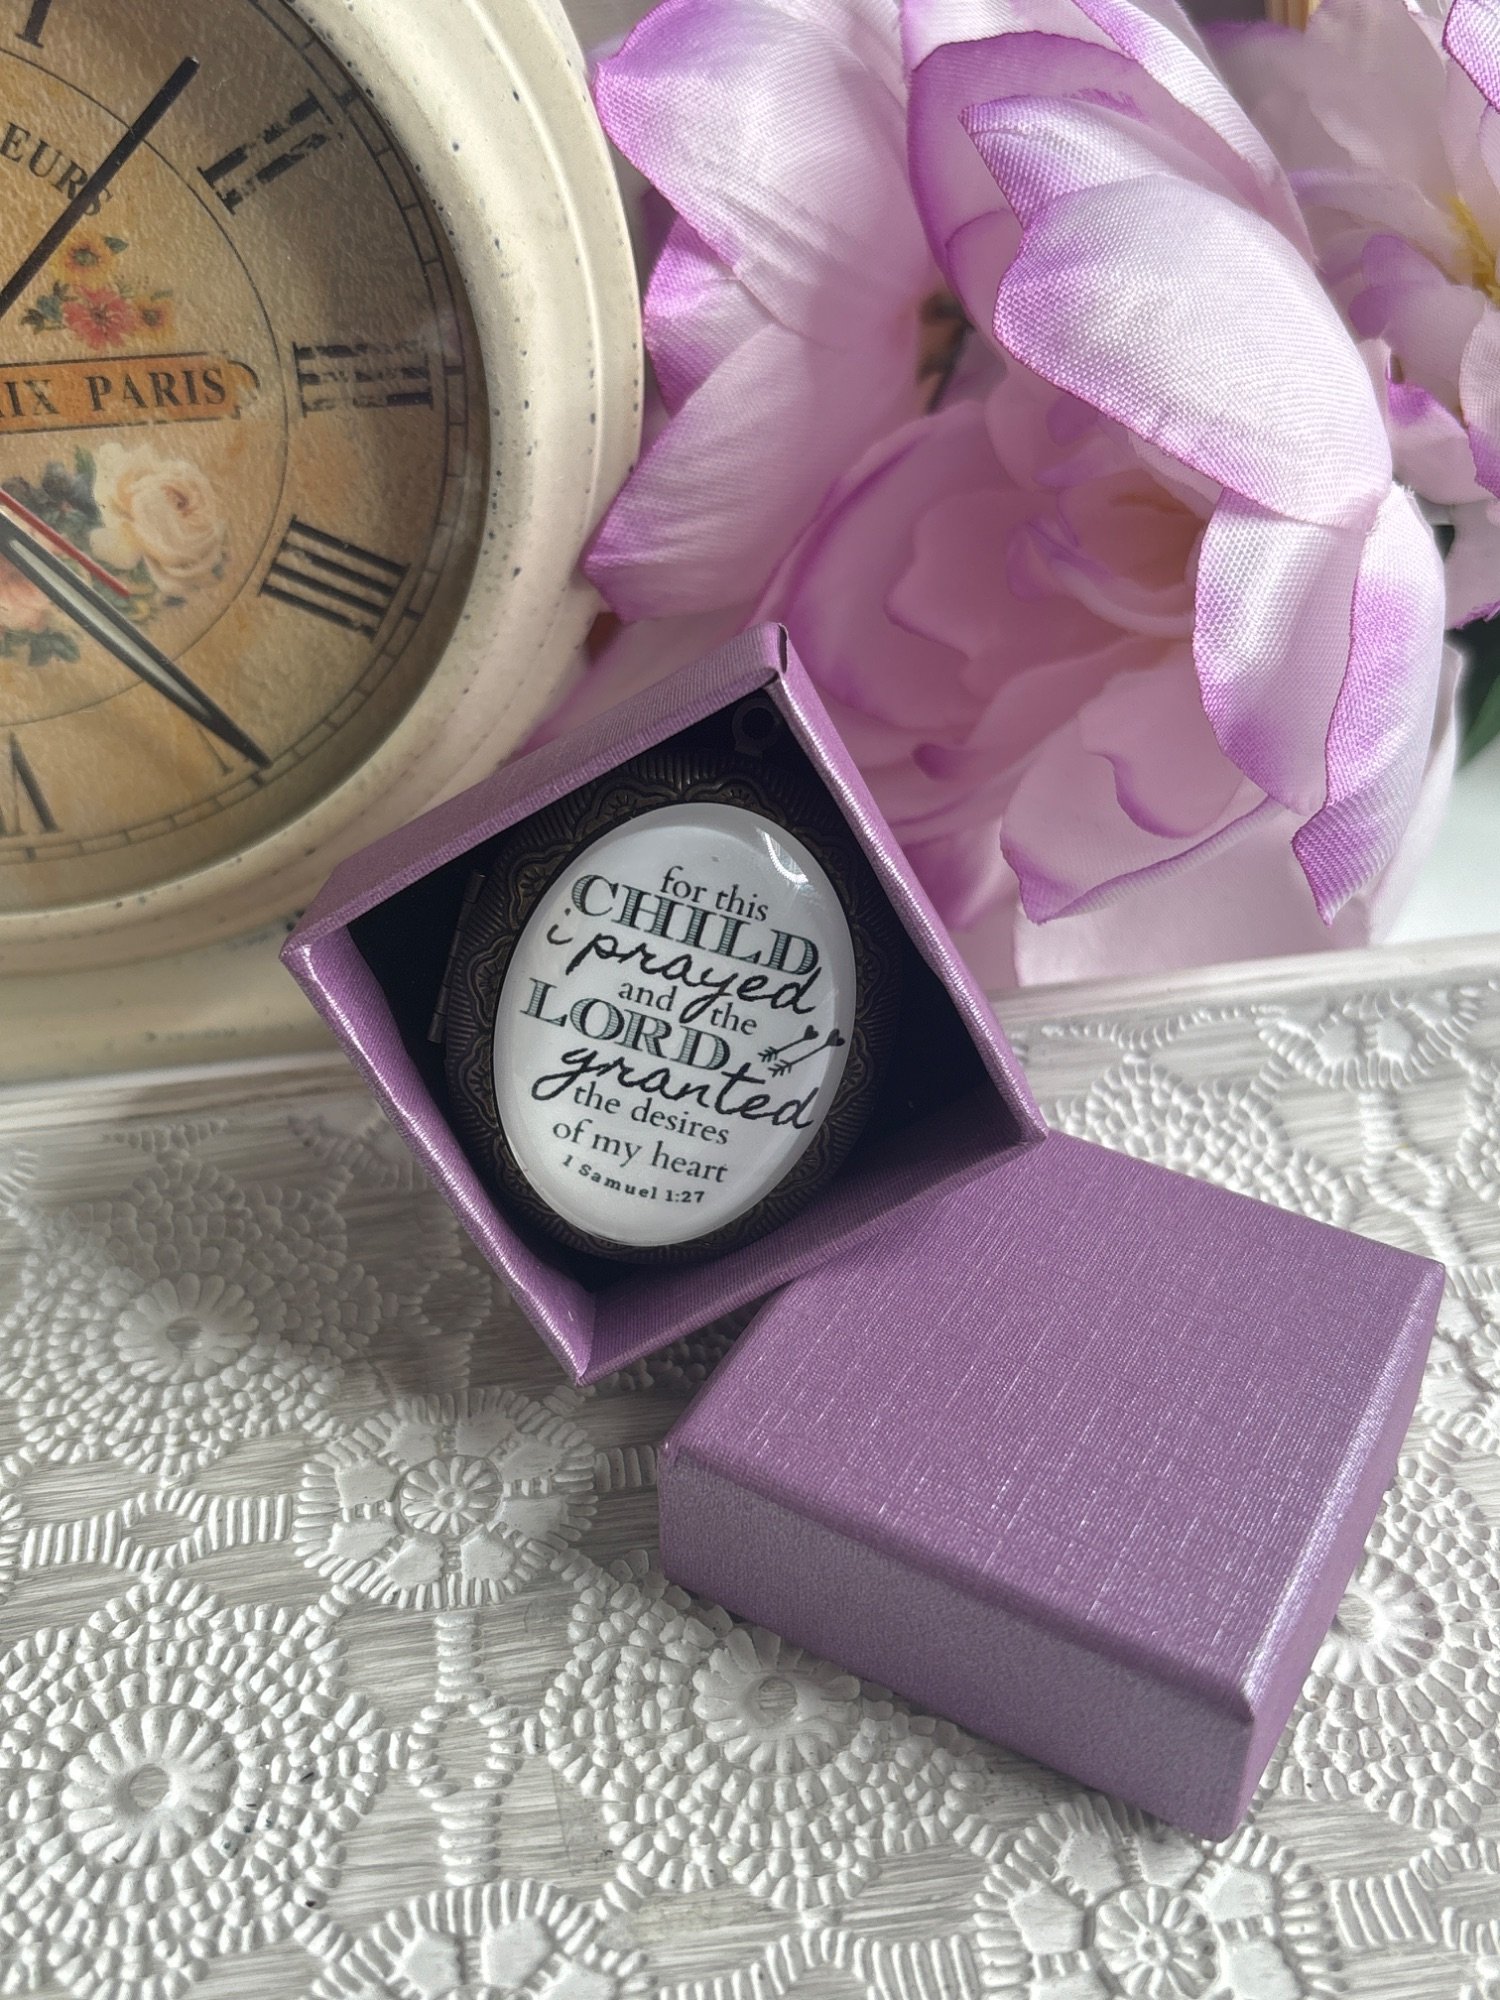 EURS
IX PARIS
for this
CHILD
i prayed
and the
LORD
granted
the desires
of my heart
1 Samuel 1:27